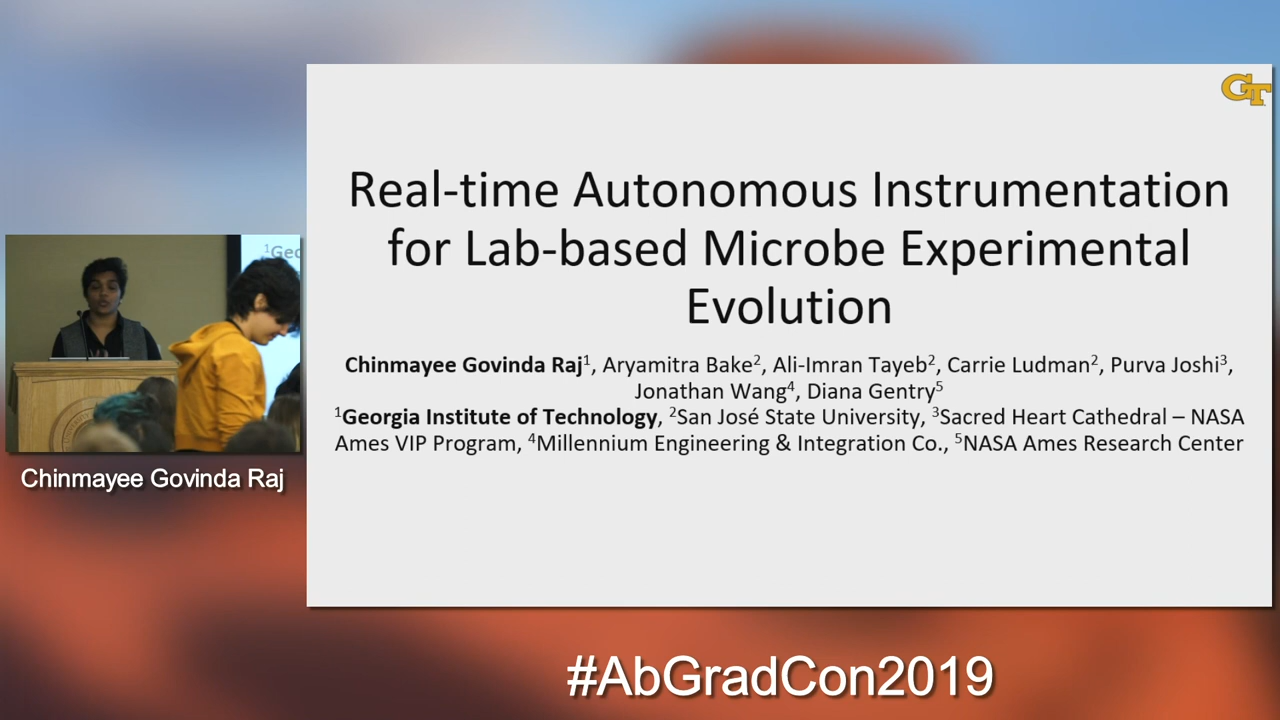 GT
Real-time Autonomous Instrumentation
for Lab-based Microbe Experimental
Evolution
Chinmayee Govinda Raj¹, Aryamitra Bake², Ali-Imran Tayeb², Carrie Ludman², Purva Joshi³,
Jonathan Wang⁴, Diana Gentry⁵
¹Georgia Institute of Technology, ²San José State University, ³Sacred Heart Cathedral – NASA
Ames VIP Program, ⁴Millennium Engineering & Integration Co., ⁵NASA Ames Research Center
¹Geo
Chinmayee Govinda Raj
#AbGradCon2019